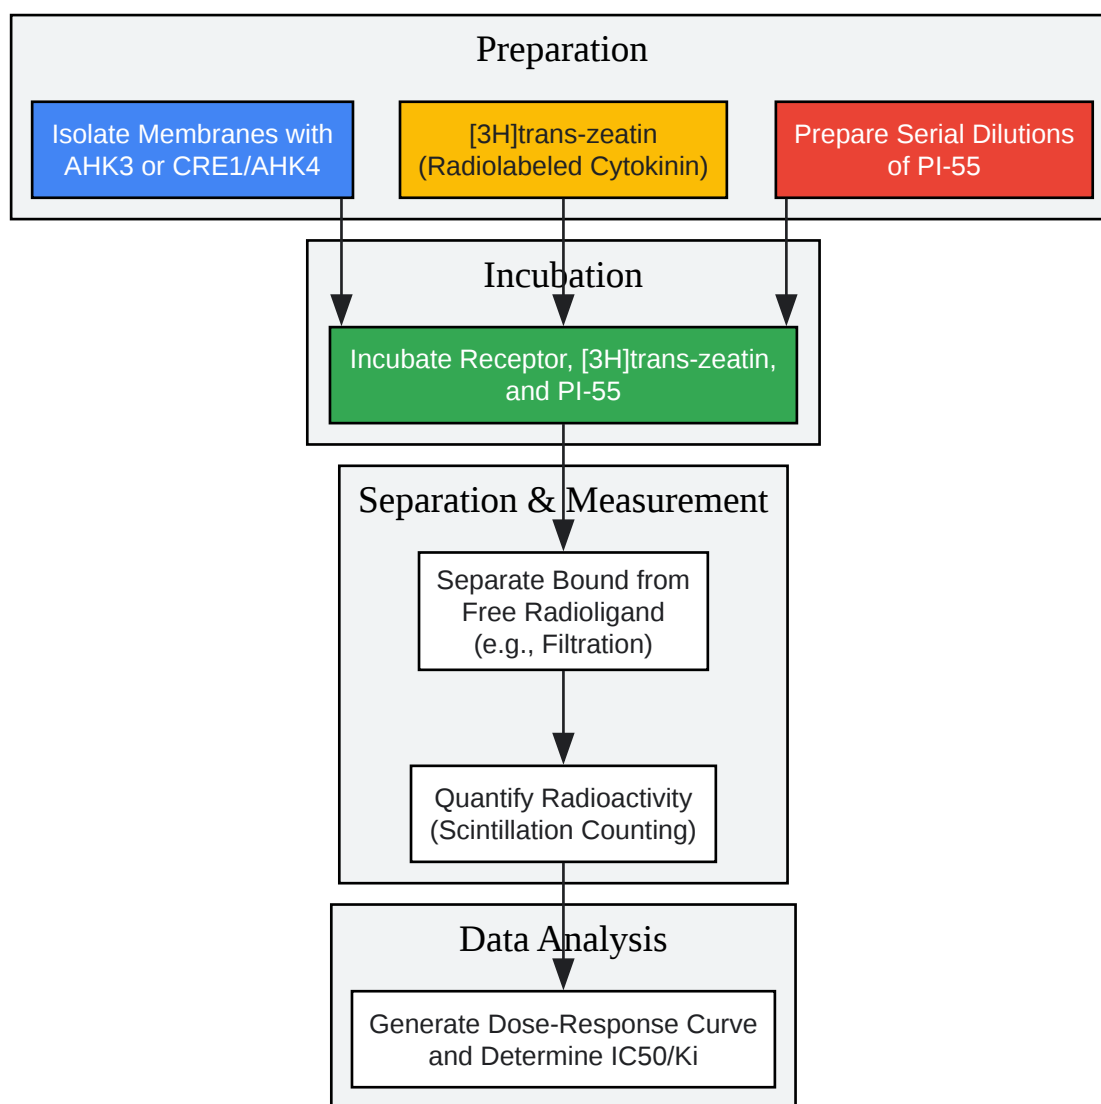 Preparation
Isolate Membranes with
AHK3 or CRE1/AHK4
[3H]trans-zeatin
(Radiolabeled Cytokinin)
Prepare Serial Dilutions
of PI-55
Incubation
Incubate Receptor, [3H]trans-zeatin,
and PI-55
Separation & Measurement
Separate Bound from
Free Radioligand
(e.g., Filtration)
Quantify Radioactivity
(Scintillation Counting)
Data Analysis
Generate Dose-Response Curve
and Determine IC50/Ki